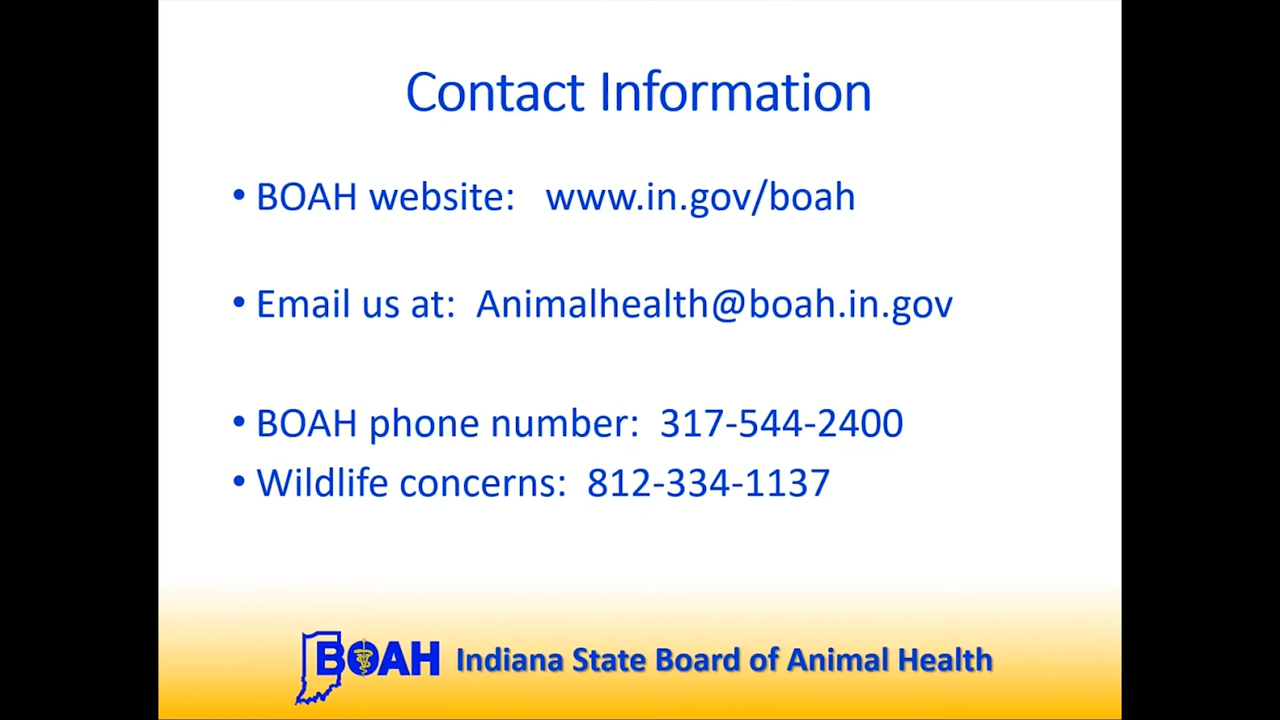 Contact Information
• BOAH website: www.in.gov/boah
• Email us at: Animalhealth@boah.in.gov
• BOAH phone number: 317-544-2400
• Wildlife concerns: 812-334-1137
BOAH Indiana State Board of Animal Health